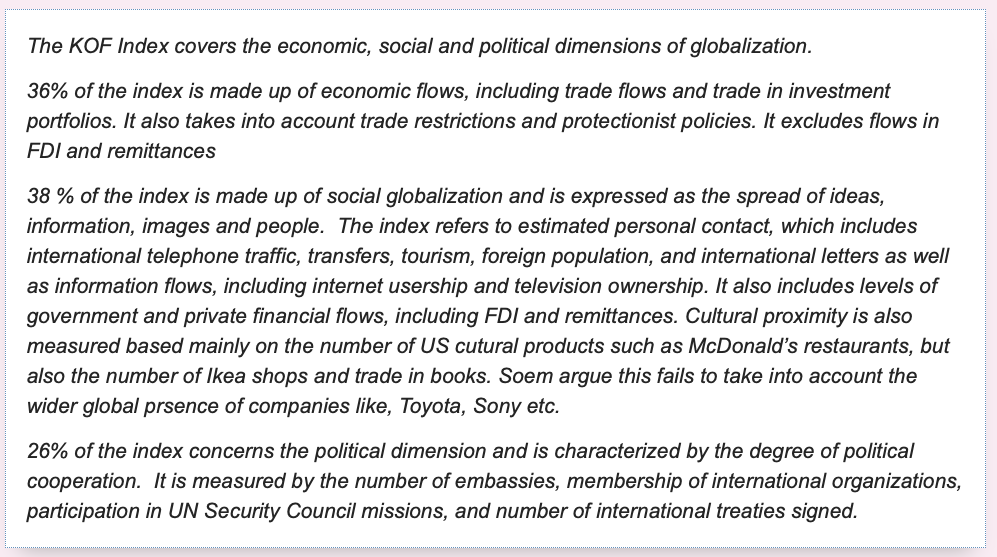 The KOF Index covers the economic, social and political dimensions of globalization.
36% of the index is made up of economic flows, including trade flows and trade in investment
portfolios. It also takes into account trade restrictions and protectionist policies. It excludes flows in
FDI and remittances
38 % of the index is made up of social globalization and is expressed as the spread of ideas,
information, images and people.  The index refers to estimated personal contact, which includes
international telephone traffic, transfers, tourism, foreign population, and international letters as well
as information flows, including internet usership and television ownership. It also includes levels of
government and private financial flows, including FDI and remittances. Cultural proximity is also
measured based mainly on the number of US cutural products such as McDonald’s restaurants, but
also the number of Ikea shops and trade in books. Soem argue this fails to take into account the
wider global prsence of companies like, Toyota, Sony etc.
26% of the index concerns the political dimension and is characterized by the degree of political
cooperation.  It is measured by the number of embassies, membership of international organizations,
participation in UN Security Council missions, and number of international treaties signed.